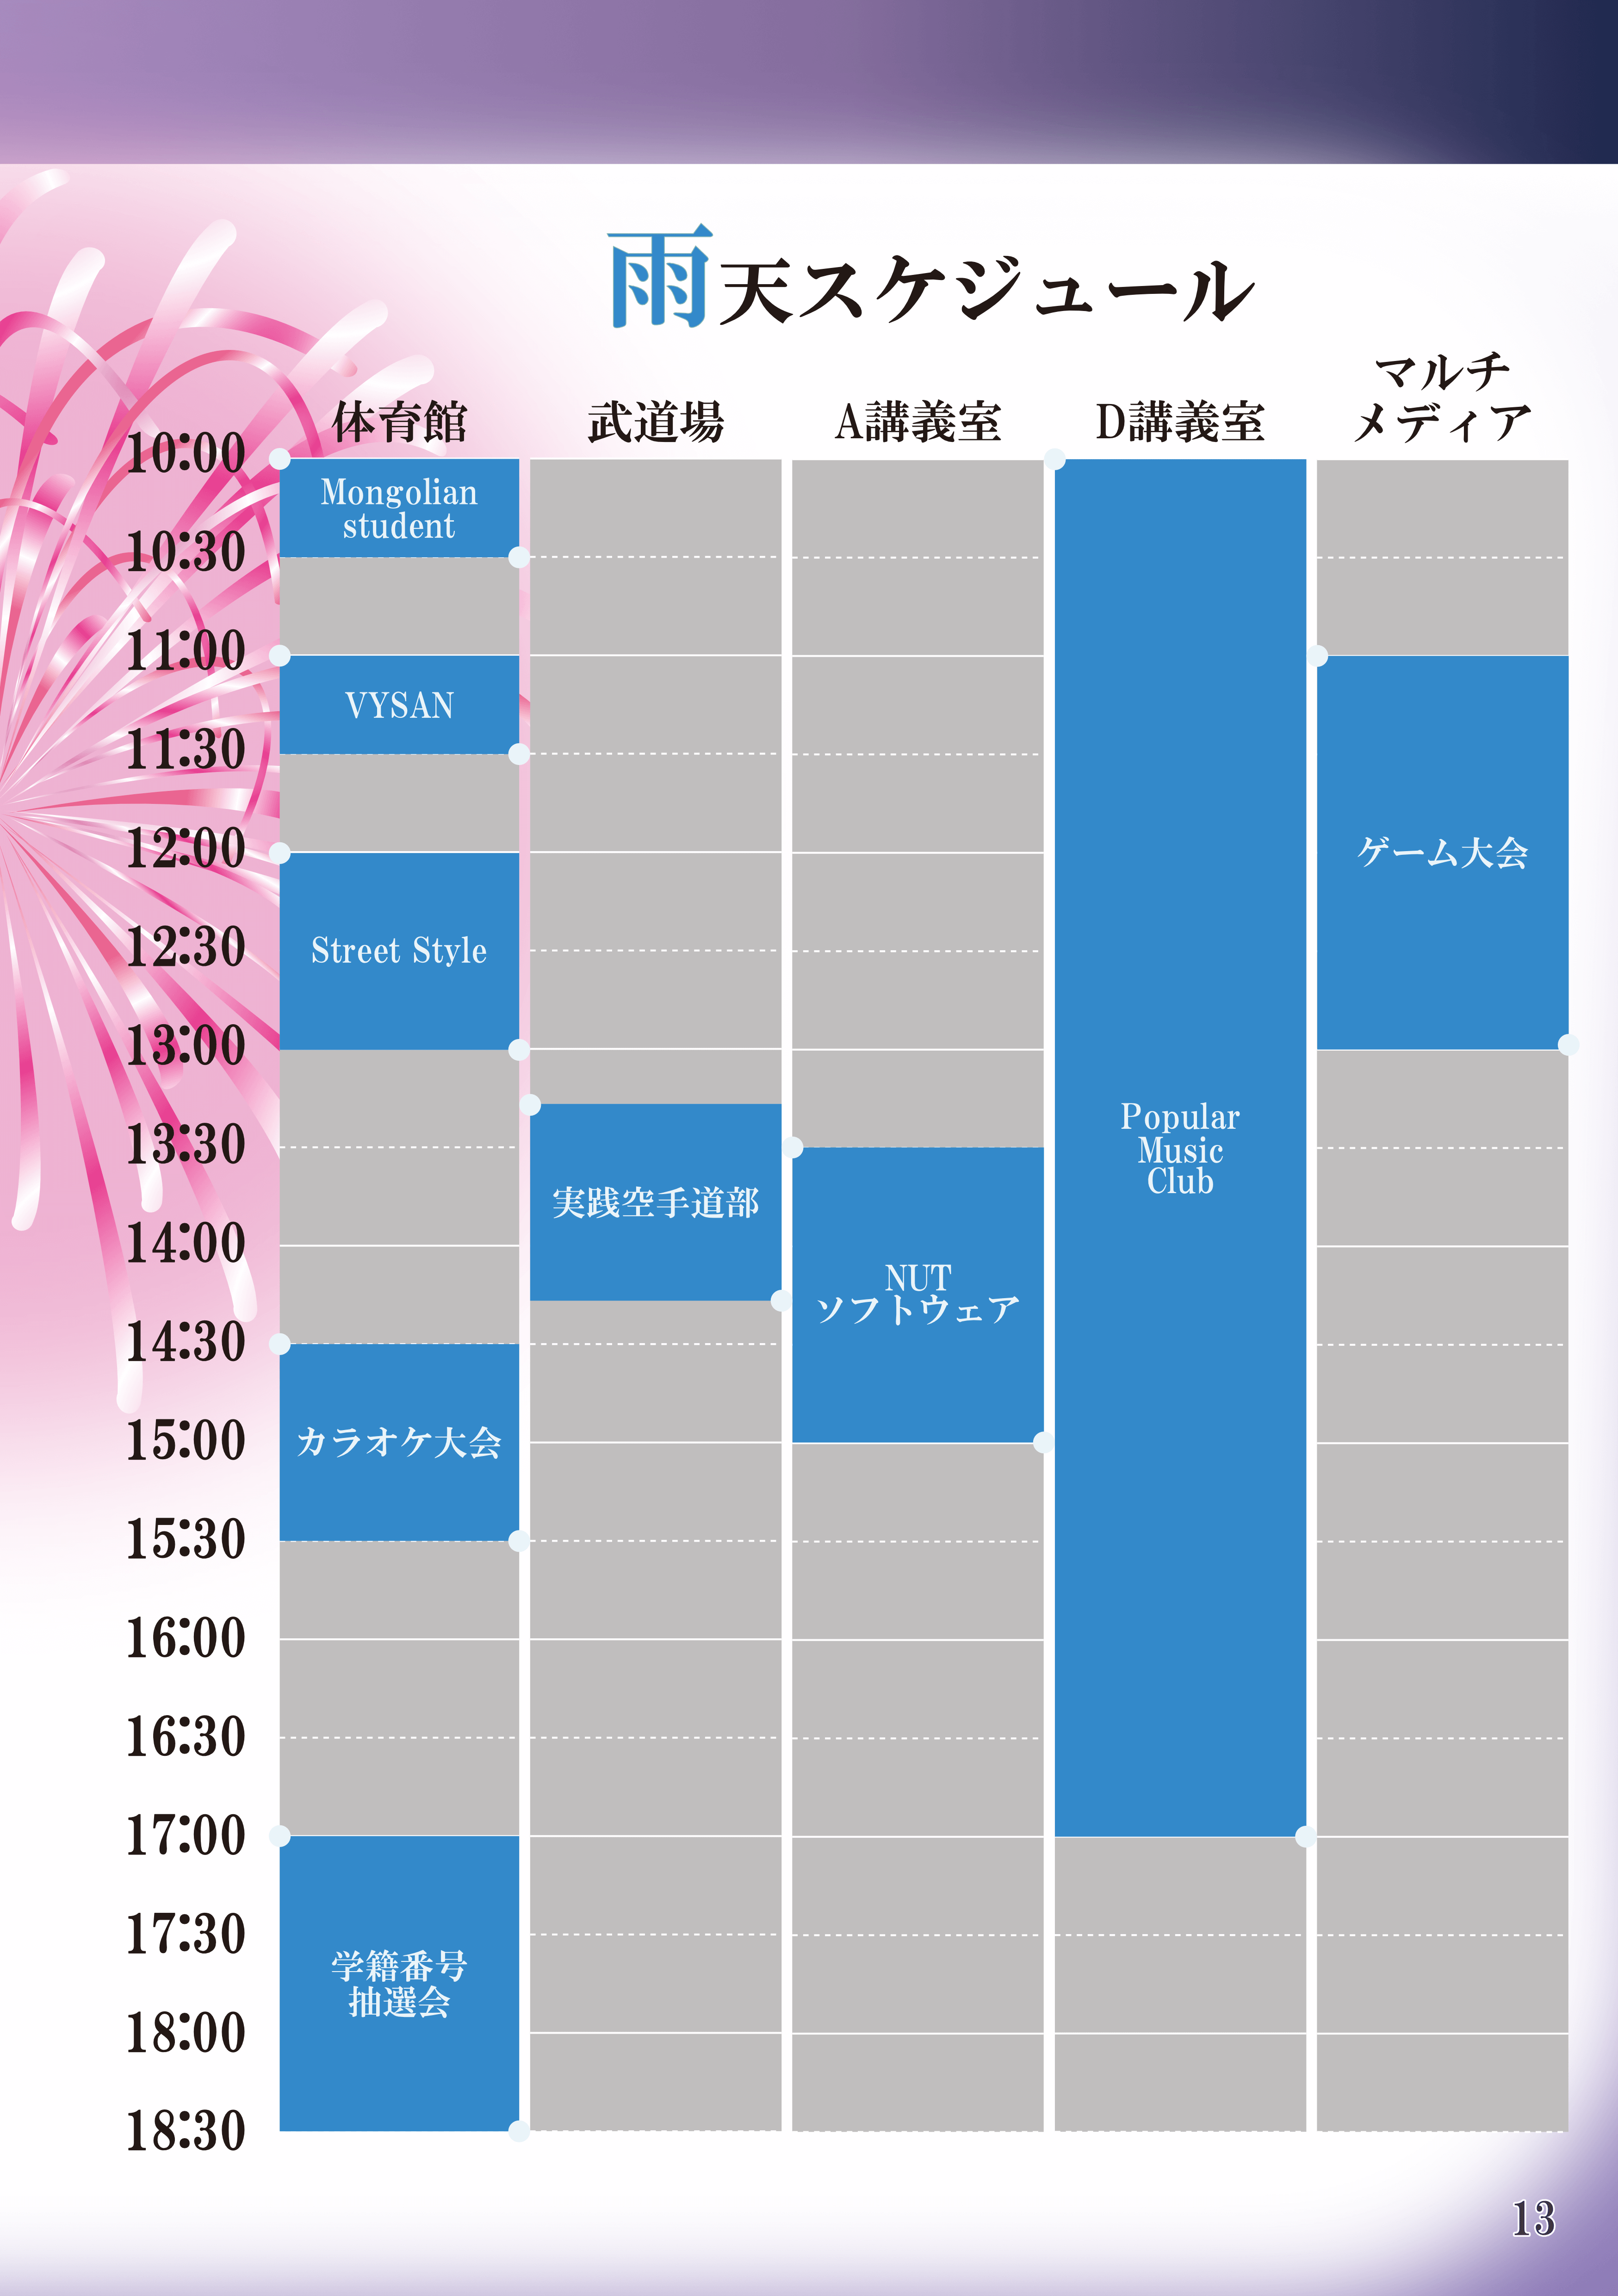 雨天スケジュール
体育館
武道場
A講義室
D講義室
マルチ
メディア
10:00
10:30
11:00
11:30
12:00
12:30
13:00
13:30
14:00
14:30
15:00
15:30
16:00
16:30
17:00
17:30
18:00
18:30
Mongolian
student
VYSAN
Street Style
カラオケ大会
学籍番号
抽選会
実践空手道部
NUT
ソフトウェア
Popular
Music
Club
ゲーム大会
13